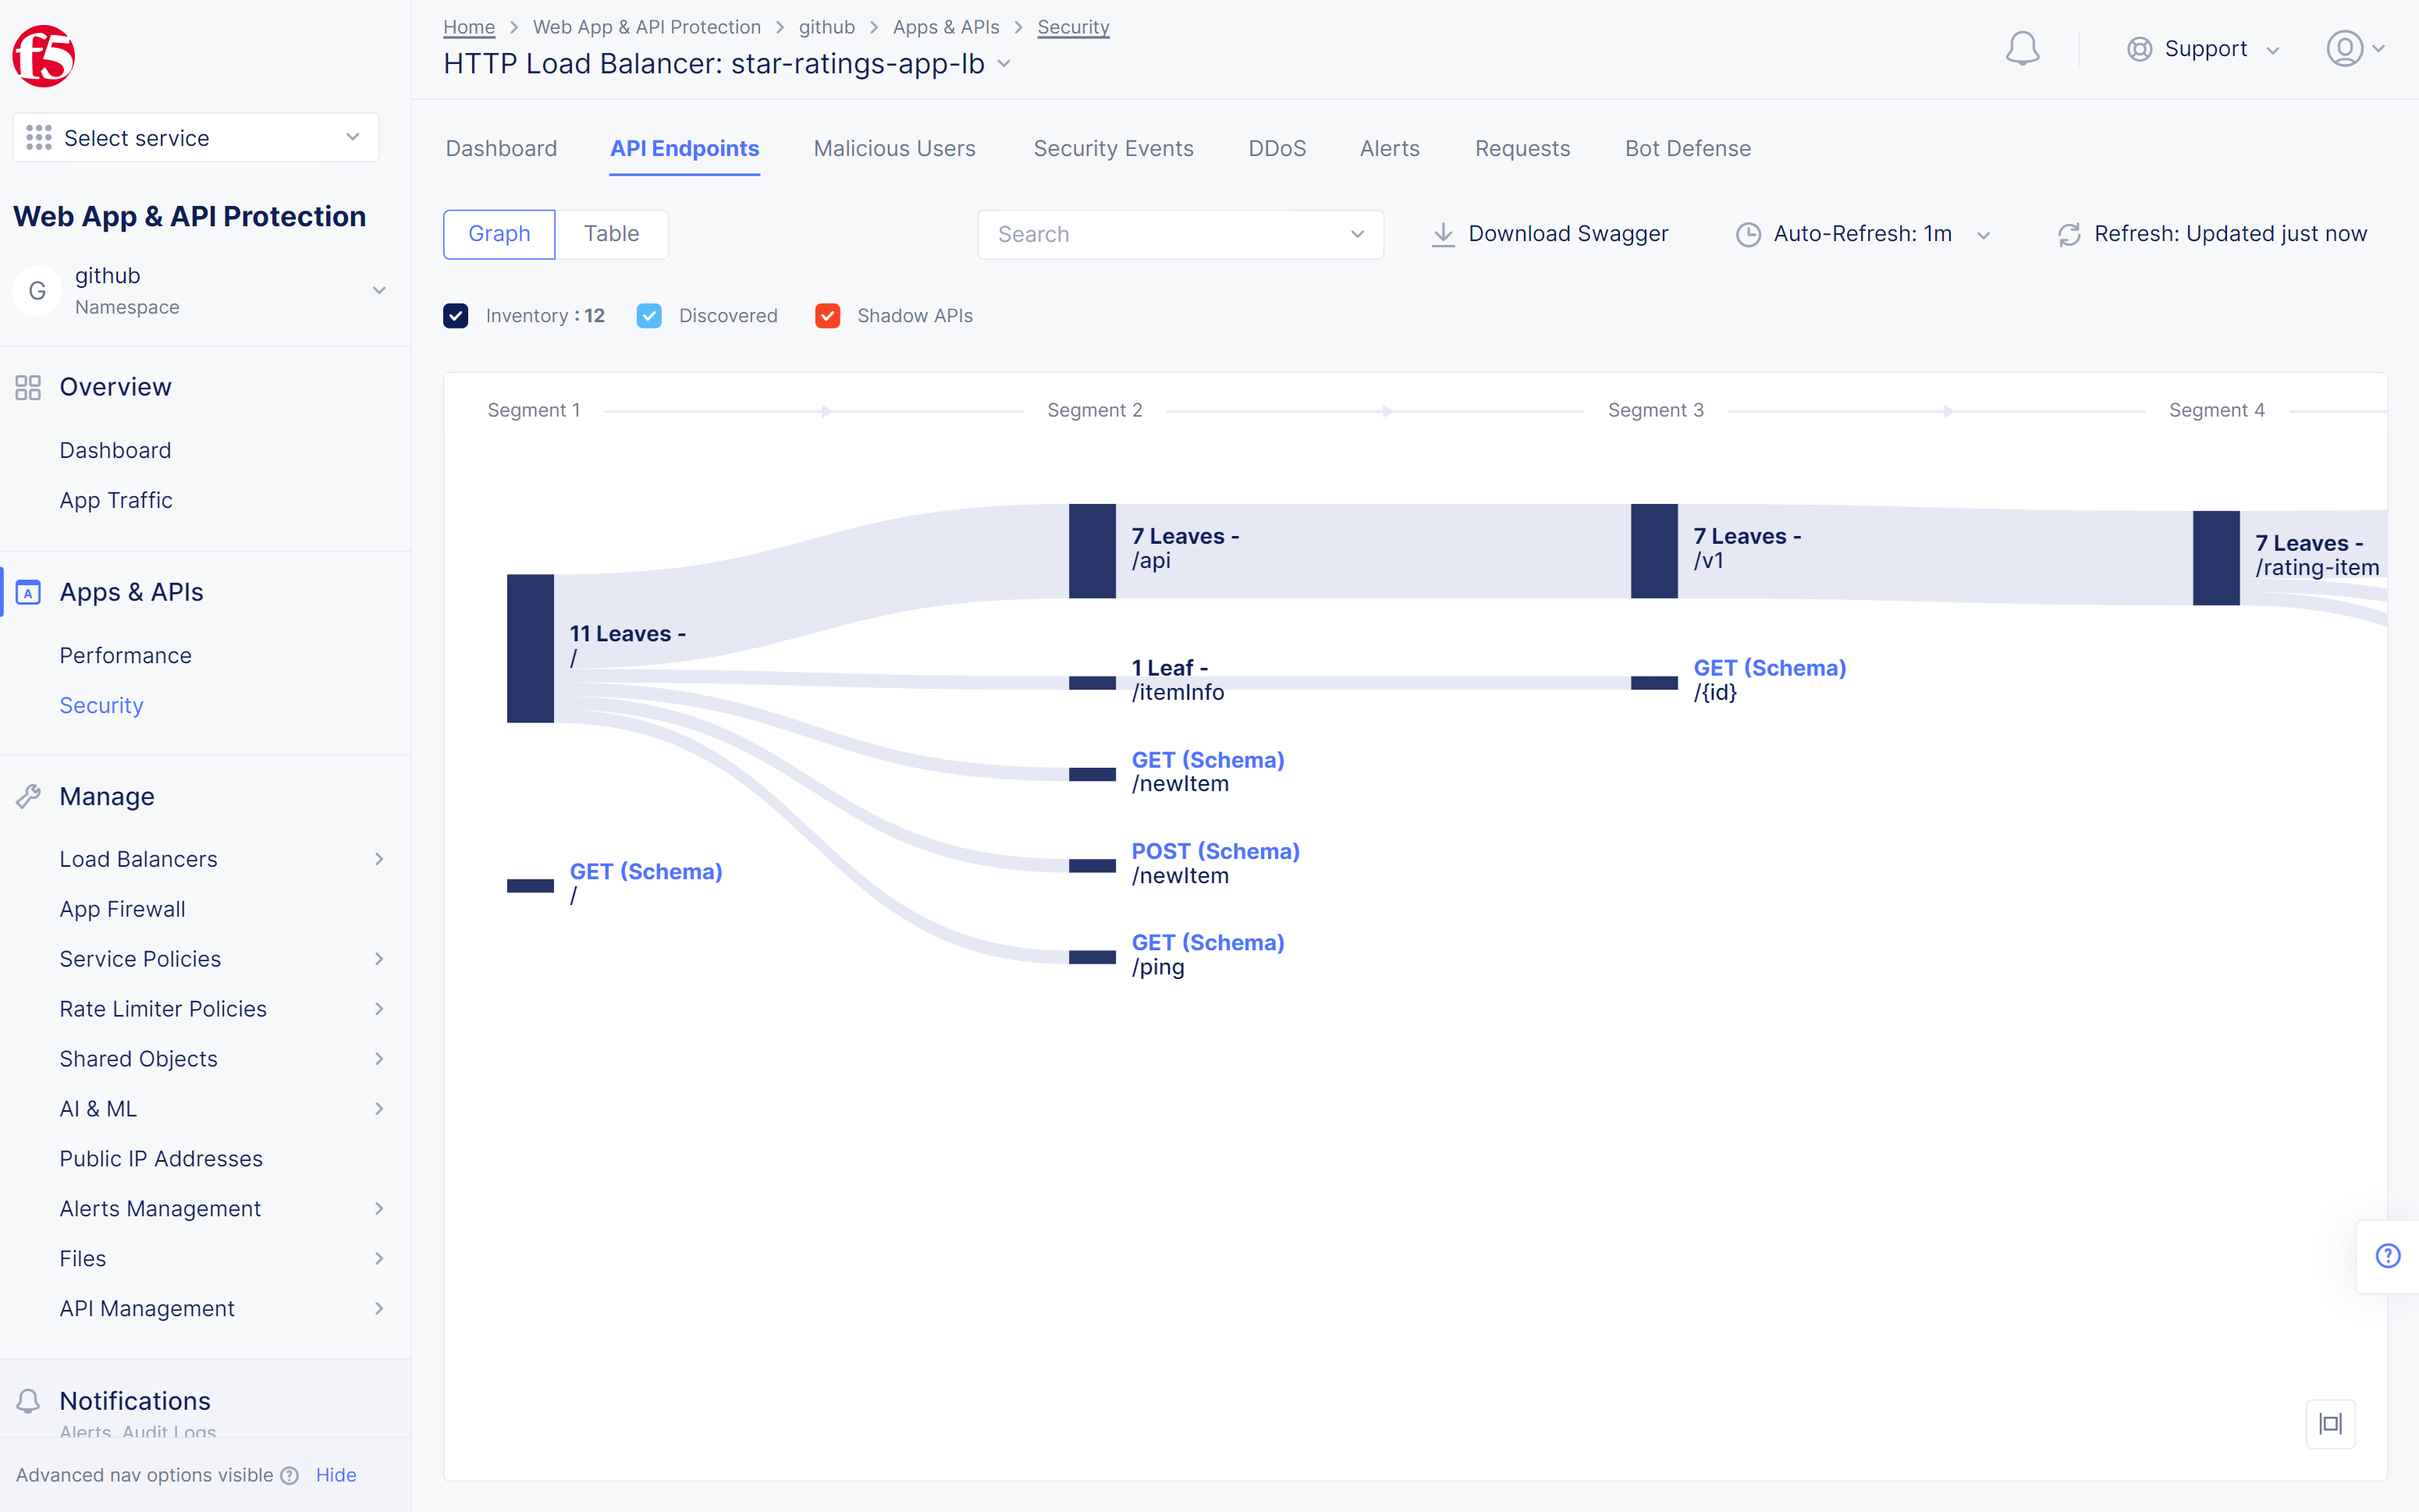 f5
Select service
Web App & API Protection
G
github
Namespace
Overview
Dashboard
App Traffic
A
Apps & APIs
Performance
Security
Manage
Load Balancers
App Firewall
Service Policies
Rate Limiter Policies
Shared Objects
AI & ML
Public IP Addresses
Alerts Management
Files
API Management
Notifications
Alerts, Audit Logs
Advanced nav options visible ? Hide
Home > Web App & API Protection > github > Apps & APIs > Security
HTTP Load Balancer: star-ratings-app-lb
Support
Dashboard API Endpoints Malicious Users Security Events DDoS Alerts Requests Bot Defense
Graph Table Search Download Swagger Auto-Refresh: 1m Refresh: Updated just now
Inventory : 12 Discovered Shadow APIs
Segment 1 Segment 2 Segment 3 Segment 4
11 Leaves -
/
GET (Schema)
/
7 Leaves -
/api
1 Leaf -
/itemInfo
GET (Schema)
/newItem
POST (Schema)
/newItem
GET (Schema)
/ping
7 Leaves -
/v1
GET (Schema)
/{id}
7 Leaves -
/rating-item
?